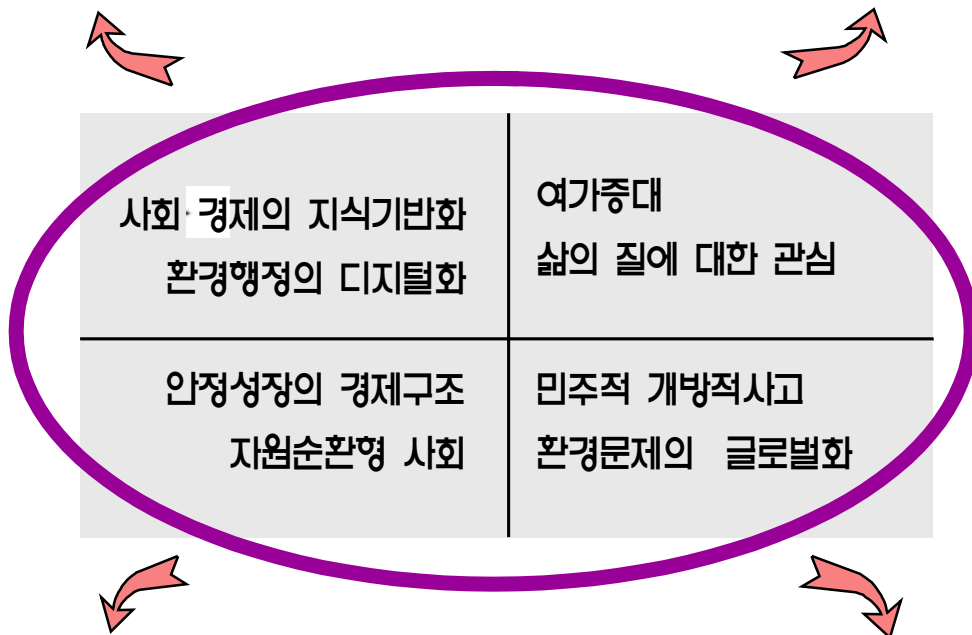 사회·경제의 지식기반화
환경행정의 디지털화
여가증대
삶의 질에 대한 관심
안정성장의 경제구조
자원순환형 사회
민주적 개방적사고
환경문제의 글로벌화